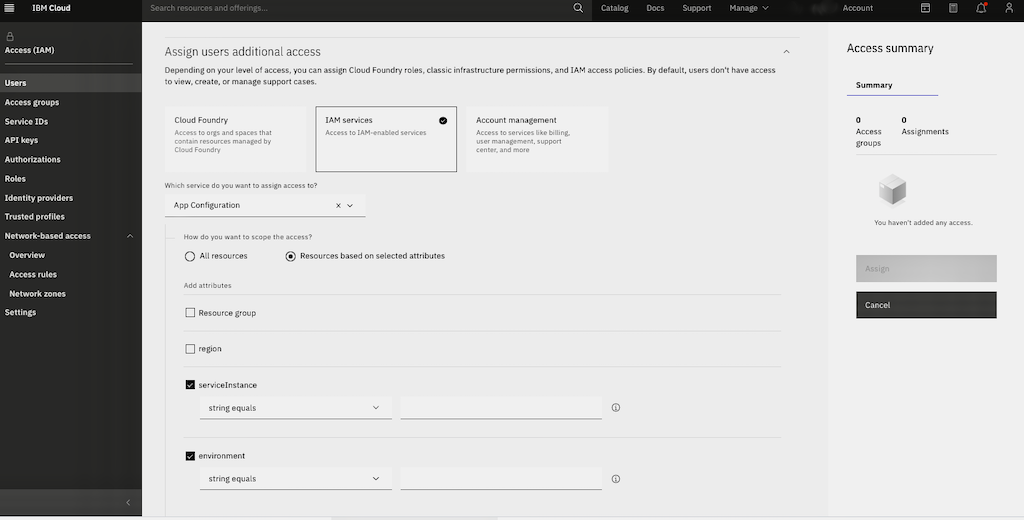 IBM Cloud
Search resources and offerings...
Catalog
Docs
Support
Manage
Account
Access (IAM)
Users
Access groups
Service IDs
API keys
Authorizations
Roles
Identity providers
Trusted profiles
Network-based access
Overview
Access rules
Network zones
Settings
Assign users additional access
Depending on your level of access, you can assign Cloud Foundry roles, classic infrastructure permissions, and IAM access policies. By default, users don't have access
to view, create, or manage support cases.
Cloud Foundry
Access to orgs and spaces that
contain resources managed by
Cloud Foundry
IAM services
Access to IAM-enabled services
Account management
Access to services like billing,
user management, support
center, and more
Which service do you want to assign access to?
App Configuration
How do you want to scope the access?
All resources
Resources based on selected attributes
Add attributes
Resource group
region
serviceInstance
string equals
environment
string equals
Access summary
Summary
0
Access
groups
0
Assignments
You haven't added any access.
Assign
Cancel